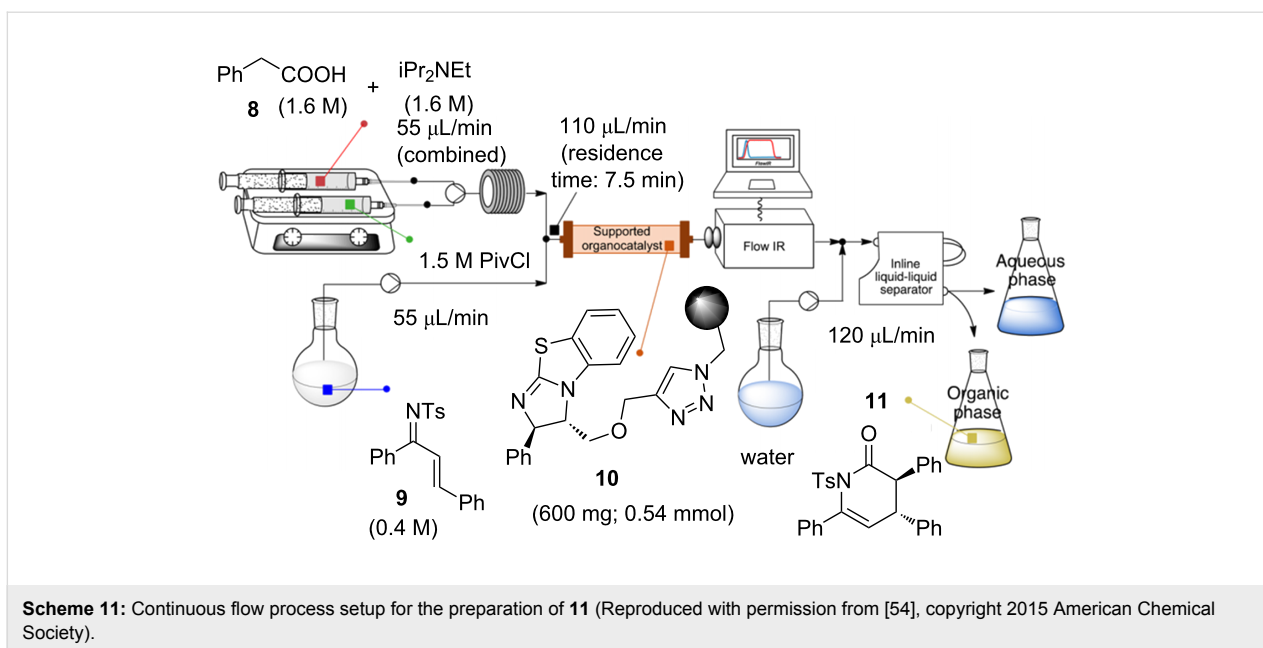 Ph COOH + iPr2NEt
8 (1.6 M) (1.6 M)
55 μL/min
(combined)
110 μL/min
(residence
time: 7.5 min)
FlowIR
Supported
organocatalyst
Flow IR
Inline
liquid-liquid
separator
Aqueous
phase
1.5 M PivCl
55 μL/min
120 μL/min
Organic
phase
NTs
Ph
Ph
9
(0.4 M)
S
N
N
Ph
O
N
N
N
10
(600 mg; 0.54 mmol)
water
11
O
TsN
Ph
Ph
Ph
Scheme 11: Continuous flow process setup for the preparation of 11 (Reproduced with permission from [54], copyright 2015 American Chemical
Society).